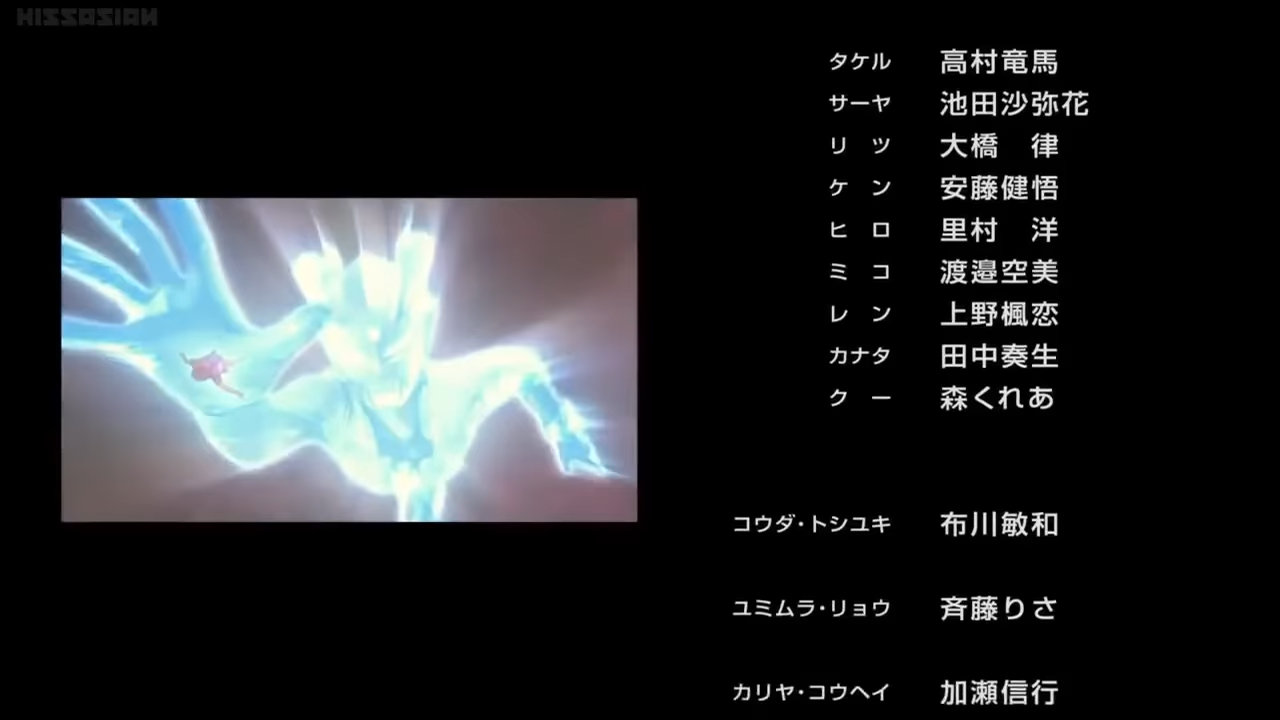 HISSASIAN
タケル 高村竜馬
サーヤ 池田沙弥花
リ　ツ 大橋　律
ケ　ン 安藤健悟
ヒ　ロ 里村　洋
ミ　コ 渡邉空美
レ　ン 上野楓恋
カナタ 田中奏生
ク　ー 森くれあ
コウダ・トシユキ 布川敏和
ユミムラ・リョウ 斉藤りさ
カリヤ・コウヘイ 加瀬信行